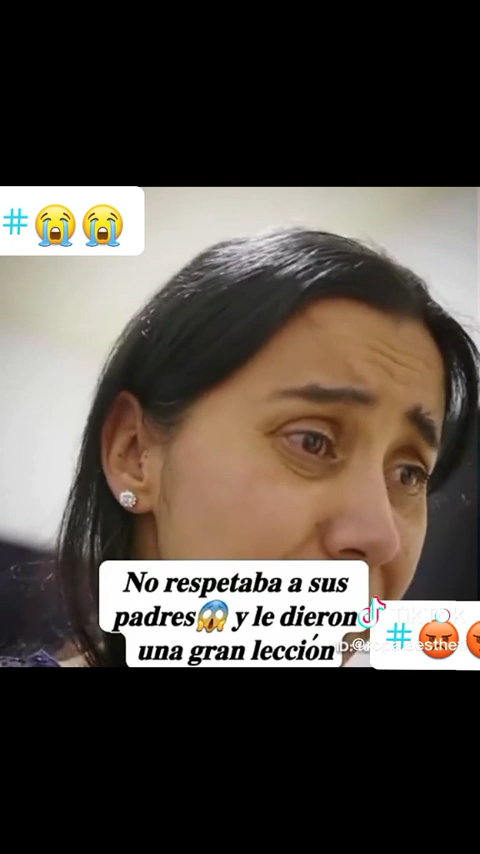 #😭😭
No respetaba a sus
padres😱 y le dieron
una gran lección
TikTok
#😡😡